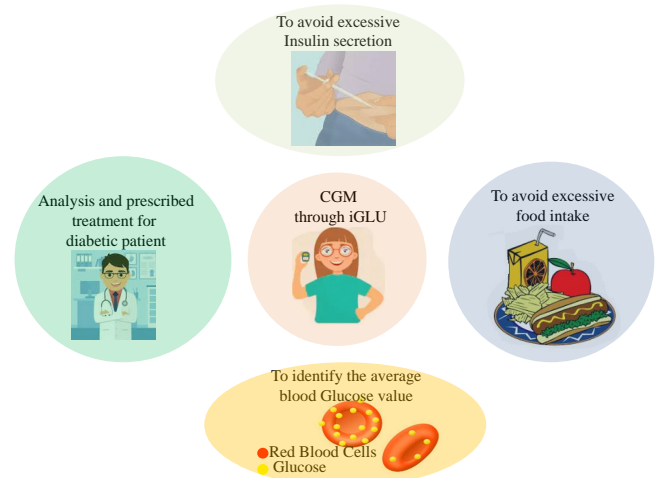 To avoid excessive
Insulin secretion
Analysis and prescribed
treatment for
diabetic patient
CGM
through iGLU
To avoid excessive
food intake
To identify the average
blood Glucose value
Red Blood Cells
Glucose